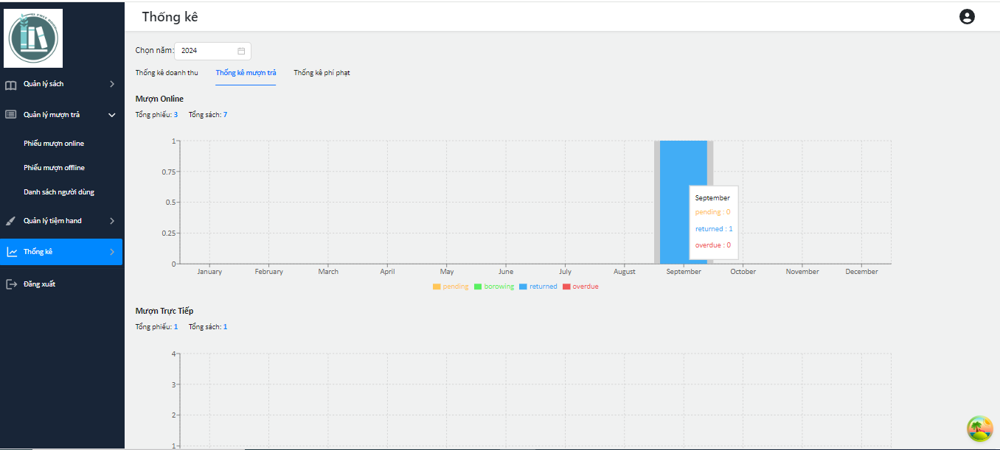 Thống kê
Quản lý sách
Quản lý mượn trả
Phiếu mượn online
Phiếu mượn offline
Danh sách người dùng
Quản lý tiệm hand
Thống kê
Đăng xuất
Chọn năm: 2024
Thống kê doanh thu Thống kê mượn trả Thống kê phí phạt
Mượn Online
Tổng phiếu: 3 Tổng sách: 7
1
0.75
0.5
0.25
0
September
pending : 0
returned : 1
overdue : 0
January February March April May June July August September October November December
pending borowing returned overdue
Mượn Trực Tiếp
Tổng phiếu: 1 Tổng sách: 1
4
3
2
1